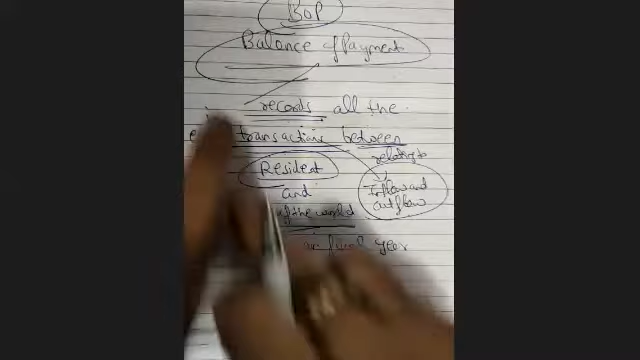 BOP
Balance of Payment
records all the
transactions between
relating to
Resident
Inflow and
outflow
and
of the world
year